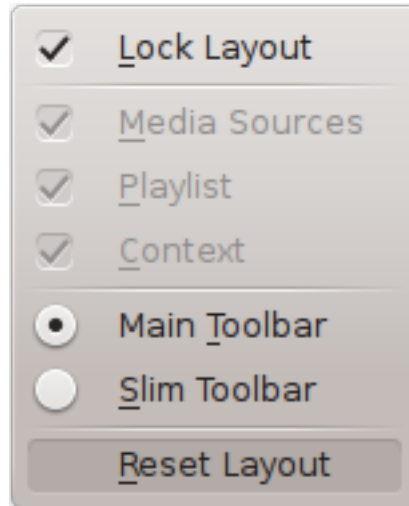 Lock Layout
Media Sources
Playlist
Context
Main Toolbar
Slim Toolbar
Reset Layout